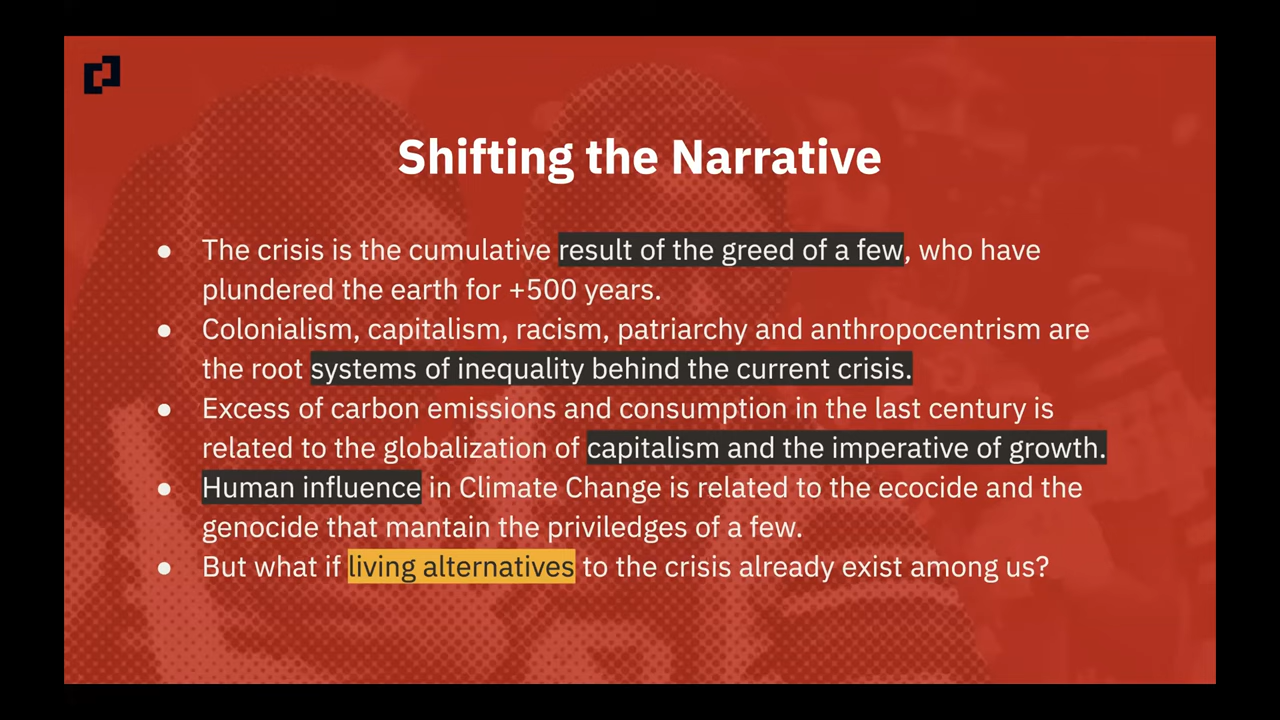 Shifting the Narrative
● The crisis is the cumulative result of the greed of a few, who have
plundered the earth for +500 years.
● Colonialism, capitalism, racism, patriarchy and anthropocentrism are
the root systems of inequality behind the current crisis.
● Excess of carbon emissions and consumption in the last century is
related to the globalization of capitalism and the imperative of growth.
● Human influence in Climate Change is related to the ecocide and the
genocide that mantain the priviledges of a few.
● But what if living alternatives to the crisis already exist among us?